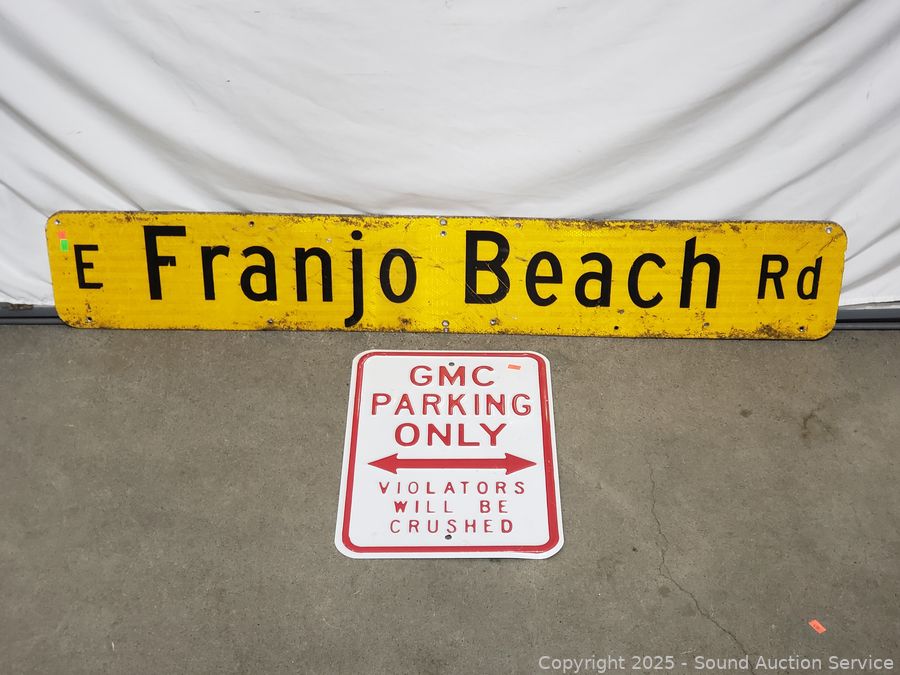 E Franjo Beach Rd
GMC
PARKING
ONLY
VIOLATORS
WILL BE
CRUSHED
Copyright © 2025 - Sound Auction Service